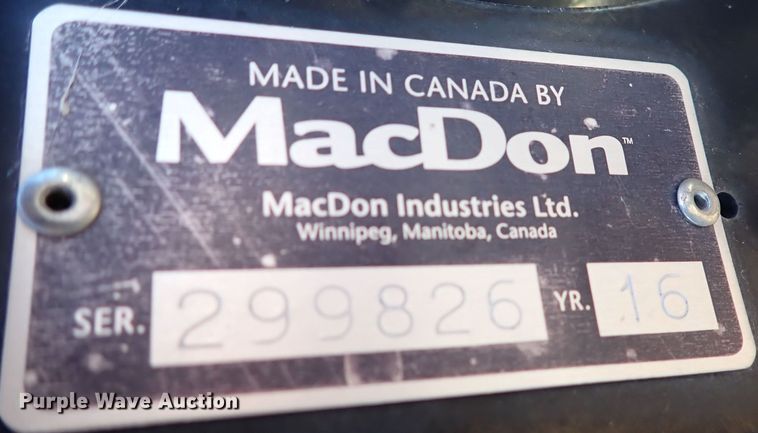 MADE IN CANADA BY
MacDon™
MacDon Industries Ltd.
Winnipeg, Manitoba, Canada
SER. 299826 YR. 16
Purple Wave Auction